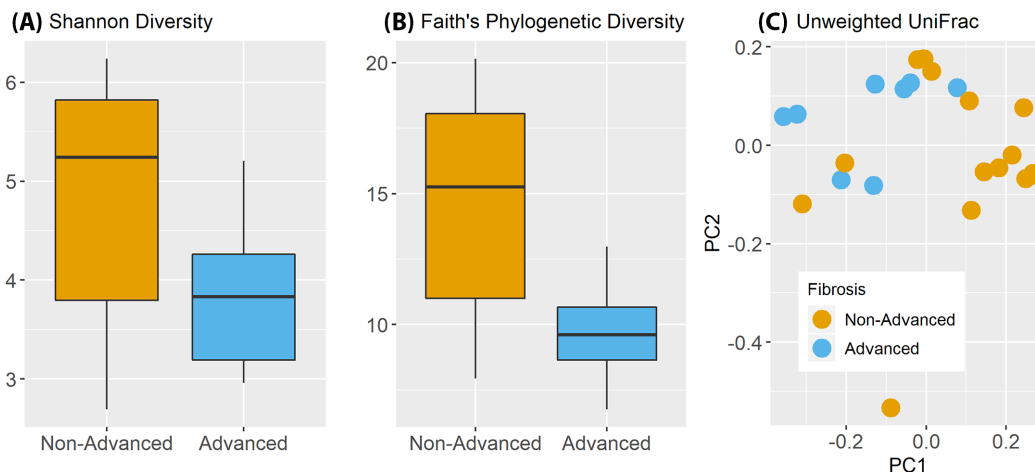 (A) Shannon Diversity
6
5
4
3
Non-Advanced Advanced
(B) Faith's Phylogenetic Diversity
20
15
10
Non-Advanced Advanced
(C) Unweighted UniFrac
0.2
0.0
-0.2
-0.4
PC2
Fibrosis
Non-Advanced
Advanced
-0.2 0.0 0.2
PC1